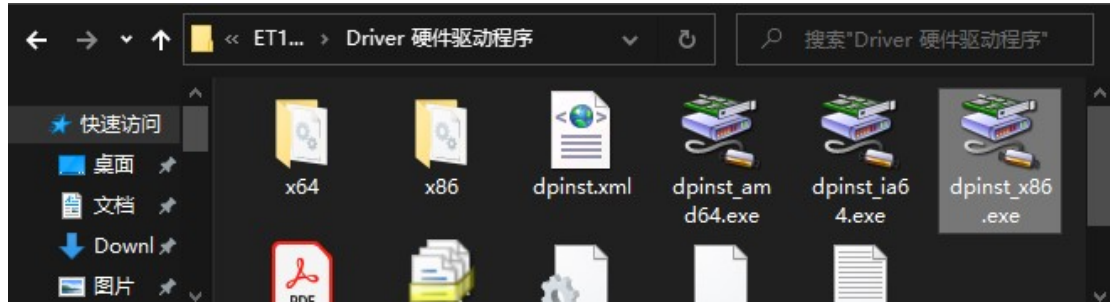 « ET1... › Driver 硬件驱动程序
搜索"Driver 硬件驱动程序"
快速访问
桌面
文档
Downl
图片
x64
x86
dpinst.xml
dpinst_am
d64.exe
dpinst_ia6
4.exe
dpinst_x86
.exe
PDF